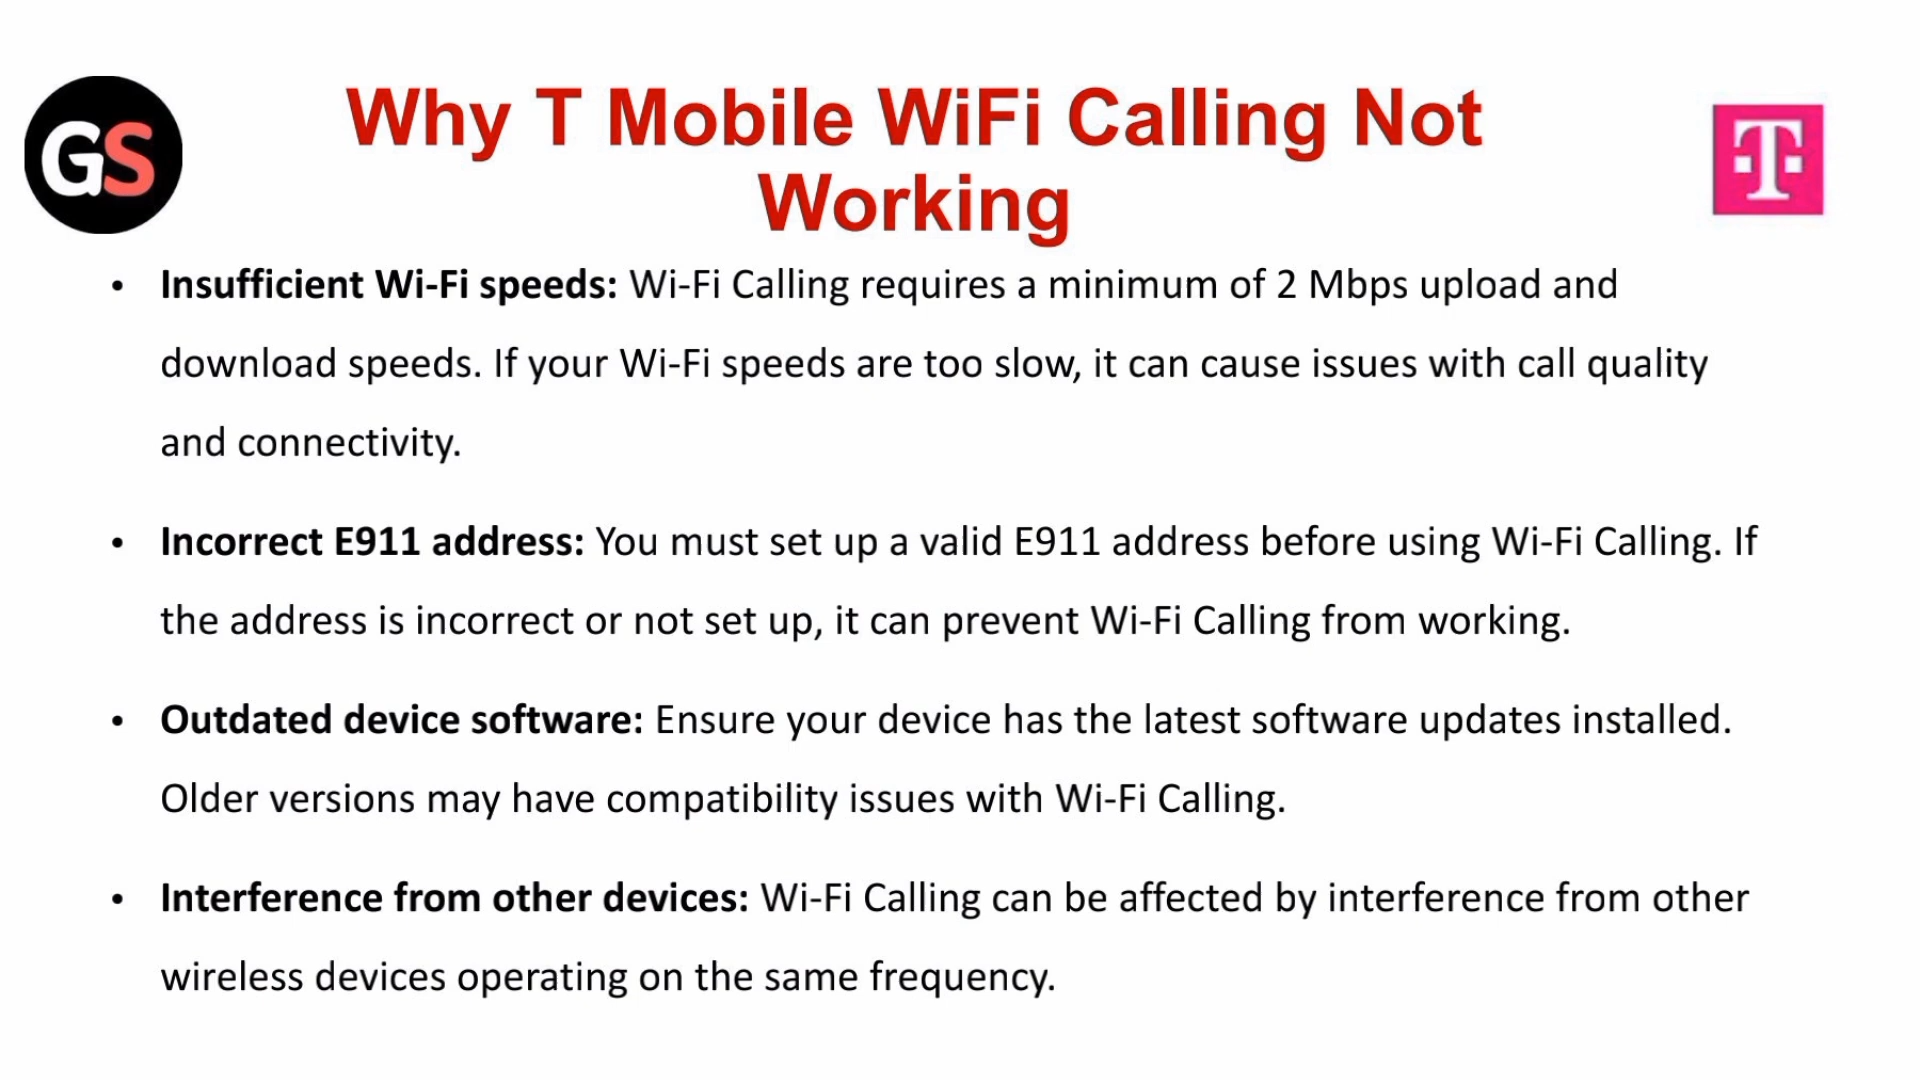 GS
Why T Mobile WiFi Calling Not
Working
T
• Insufficient Wi-Fi speeds: Wi-Fi Calling requires a minimum of 2 Mbps upload and
download speeds. If your Wi-Fi speeds are too slow, it can cause issues with call quality
and connectivity.
• Incorrect E911 address: You must set up a valid E911 address before using Wi-Fi Calling. If
the address is incorrect or not set up, it can prevent Wi-Fi Calling from working.
• Outdated device software: Ensure your device has the latest software updates installed.
Older versions may have compatibility issues with Wi-Fi Calling.
• Interference from other devices: Wi-Fi Calling can be affected by interference from other
wireless devices operating on the same frequency.